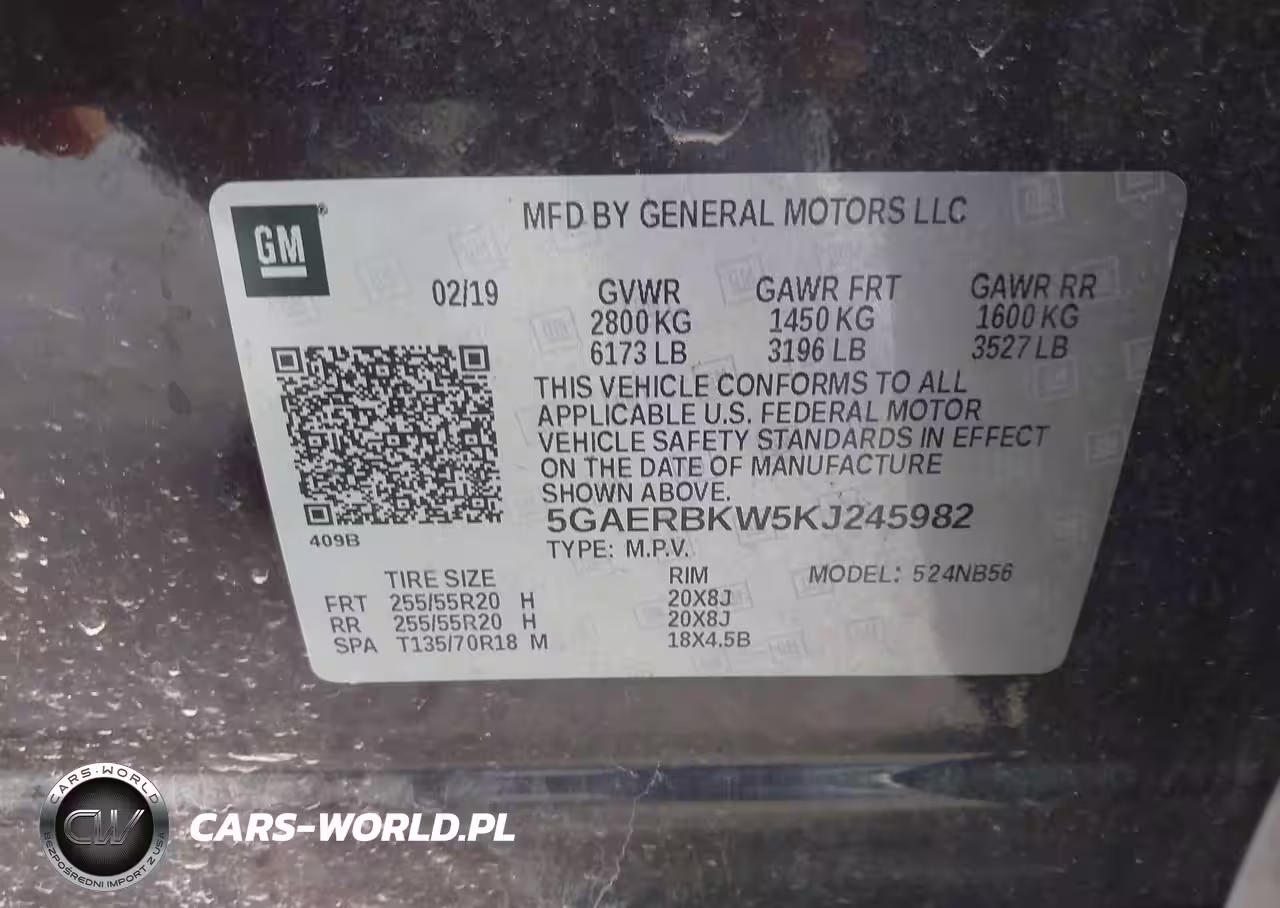 GM
MFD BY GENERAL MOTORS LLC
02/19 GVWR GAWR FRT GAWR RR
2800 KG 1450 KG 1600 KG
6173 LB 3196 LB 3527 LB
THIS VEHICLE CONFORMS TO ALL
APPLICABLE U.S. FEDERAL MOTOR
VEHICLE SAFETY STANDARDS IN EFFECT
ON THE DATE OF MANUFACTURE
SHOWN ABOVE.
5GAERBKW5KJ245982
409B
TYPE: M.P.V.
TIRE SIZE RIM MODEL: 524NB56
FRT 255/55R20 H 20X8J
RR 255/55R20 H 20X8J
SPA T135/70R18 M 18X4.5B
CARS-WORLD
CW
BEZPOŚREDNI IMPORT Z USA
CARS-WORLD.PL